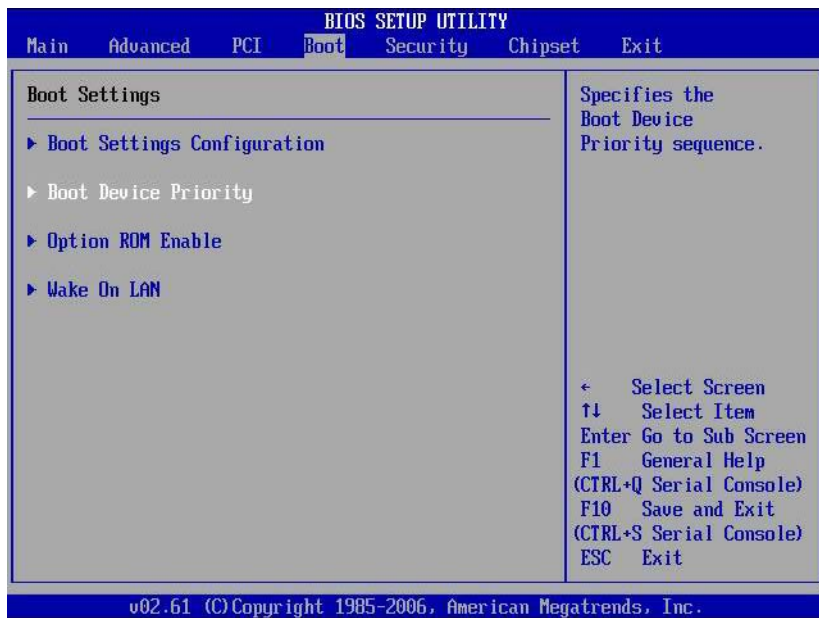 BIOS SETUP UTILITY
Main Advanced PCI Boot Security Chipset Exit
Boot Settings
▶ Boot Settings Configuration
▶ Boot Device Priority
▶ Option ROM Enable
▶ Wake On LAN
Specifies the
Boot Device
Priority sequence.
← Select Screen
↑↓ Select Item
Enter Go to Sub Screen
F1 General Help
(CTRL+Q Serial Console)
F10 Save and Exit
(CTRL+S Serial Console)
ESC Exit
v02.61 (C)Copyright 1985-2006, American Megatrends, Inc.